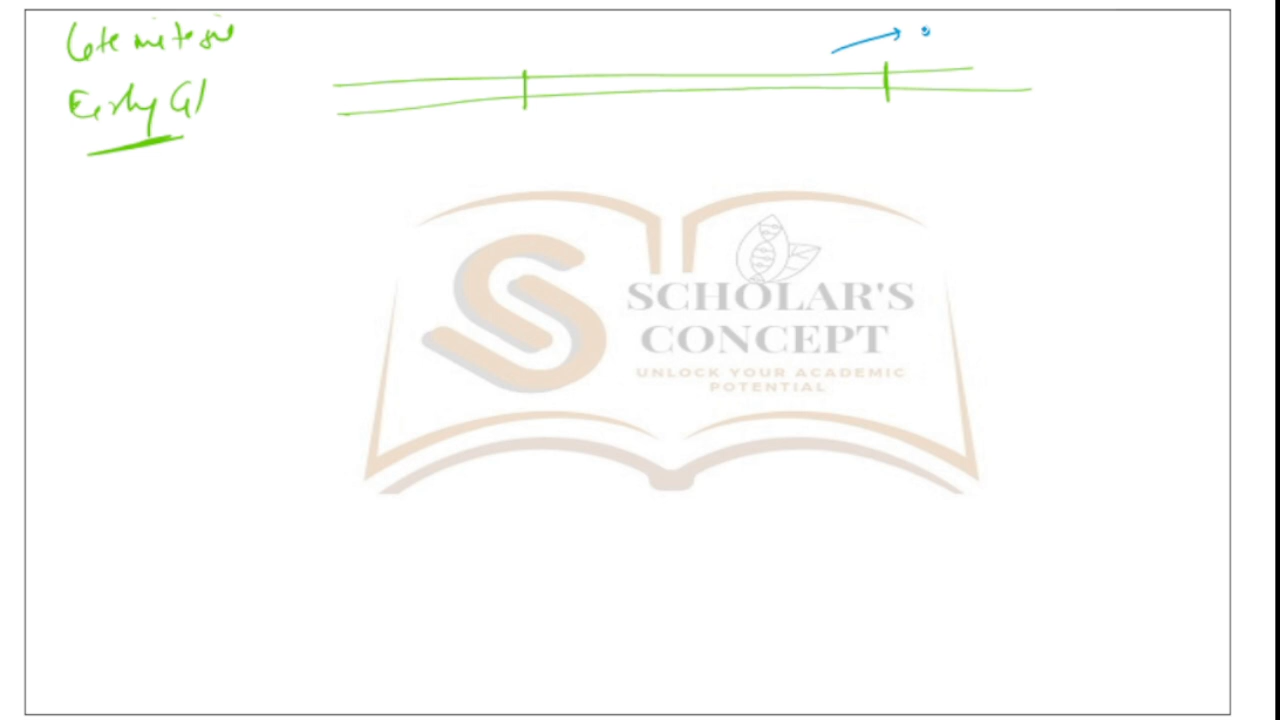 Late mitosis
Early G1
SCHOLAR'S
CONCEPT
UNLOCK YOUR ACADEMIC
POTENTIAL